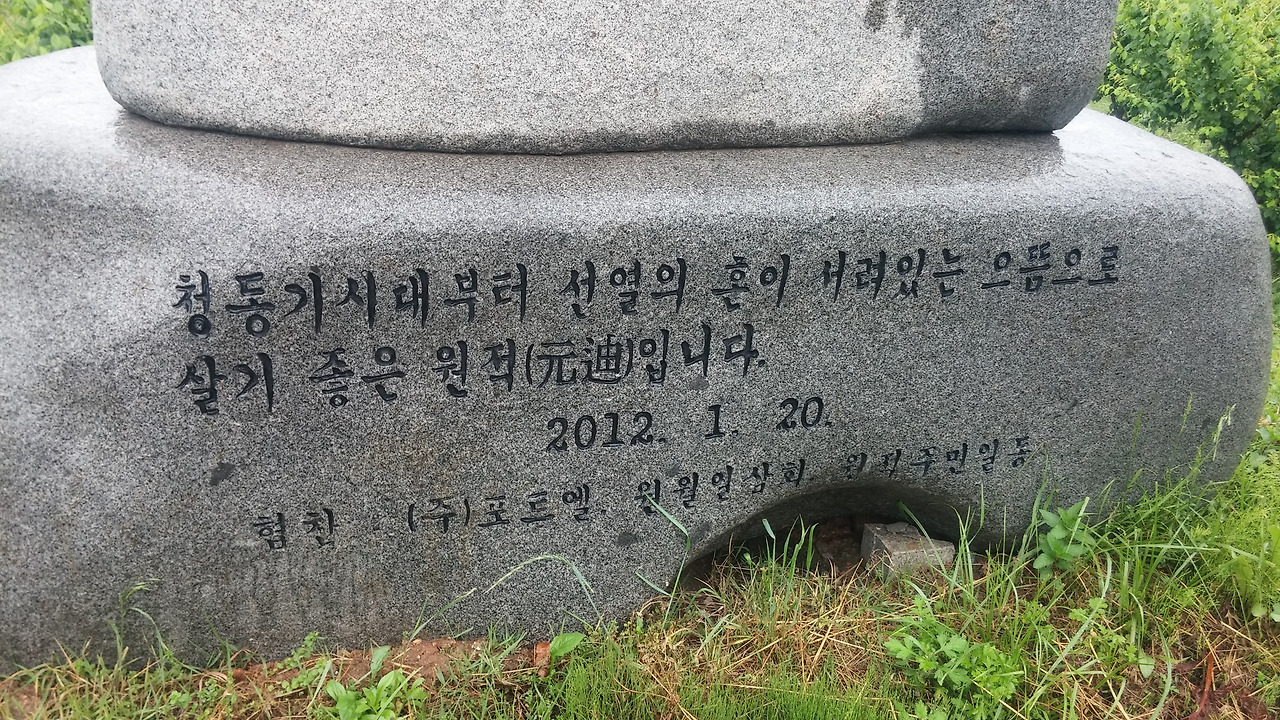 청동기시대부터 선열의 혼이 서려있는 으뜸으로
살기 좋은 원적(元迪)입니다.
2012. 1. 20.
협찬 : (주)포드엘, 원월일삼회, 원적주민일동